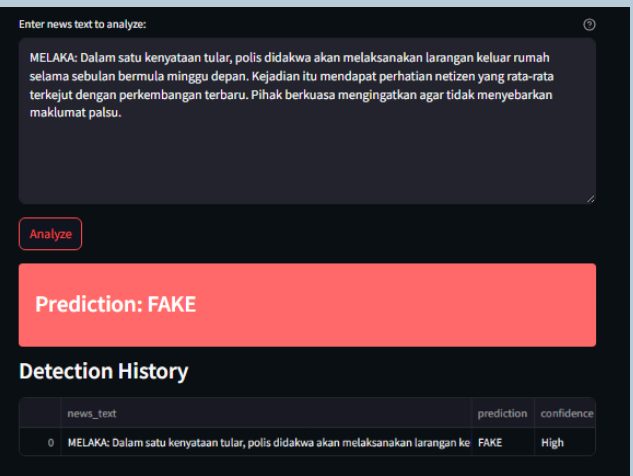 Enter news text to analyze:
MELAKA: Dalam satu kenyataan tular, polis didakwa akan melaksanakan larangan keluar rumah
selama sebulan bermula minggu depan. Kejadian itu mendapat perhatian netizen yang rata-rata
terkejut dengan perkembangan terbaru. Pihak berkuasa mengingatkan agar tidak menyebarkan
maklumat palsu.
Analyze
Prediction: FAKE
Detection History
news_text prediction confidence
0 MELAKA: Dalam satu kenyataan tular, polis didakwa akan melaksanakan larangan ke FAKE High